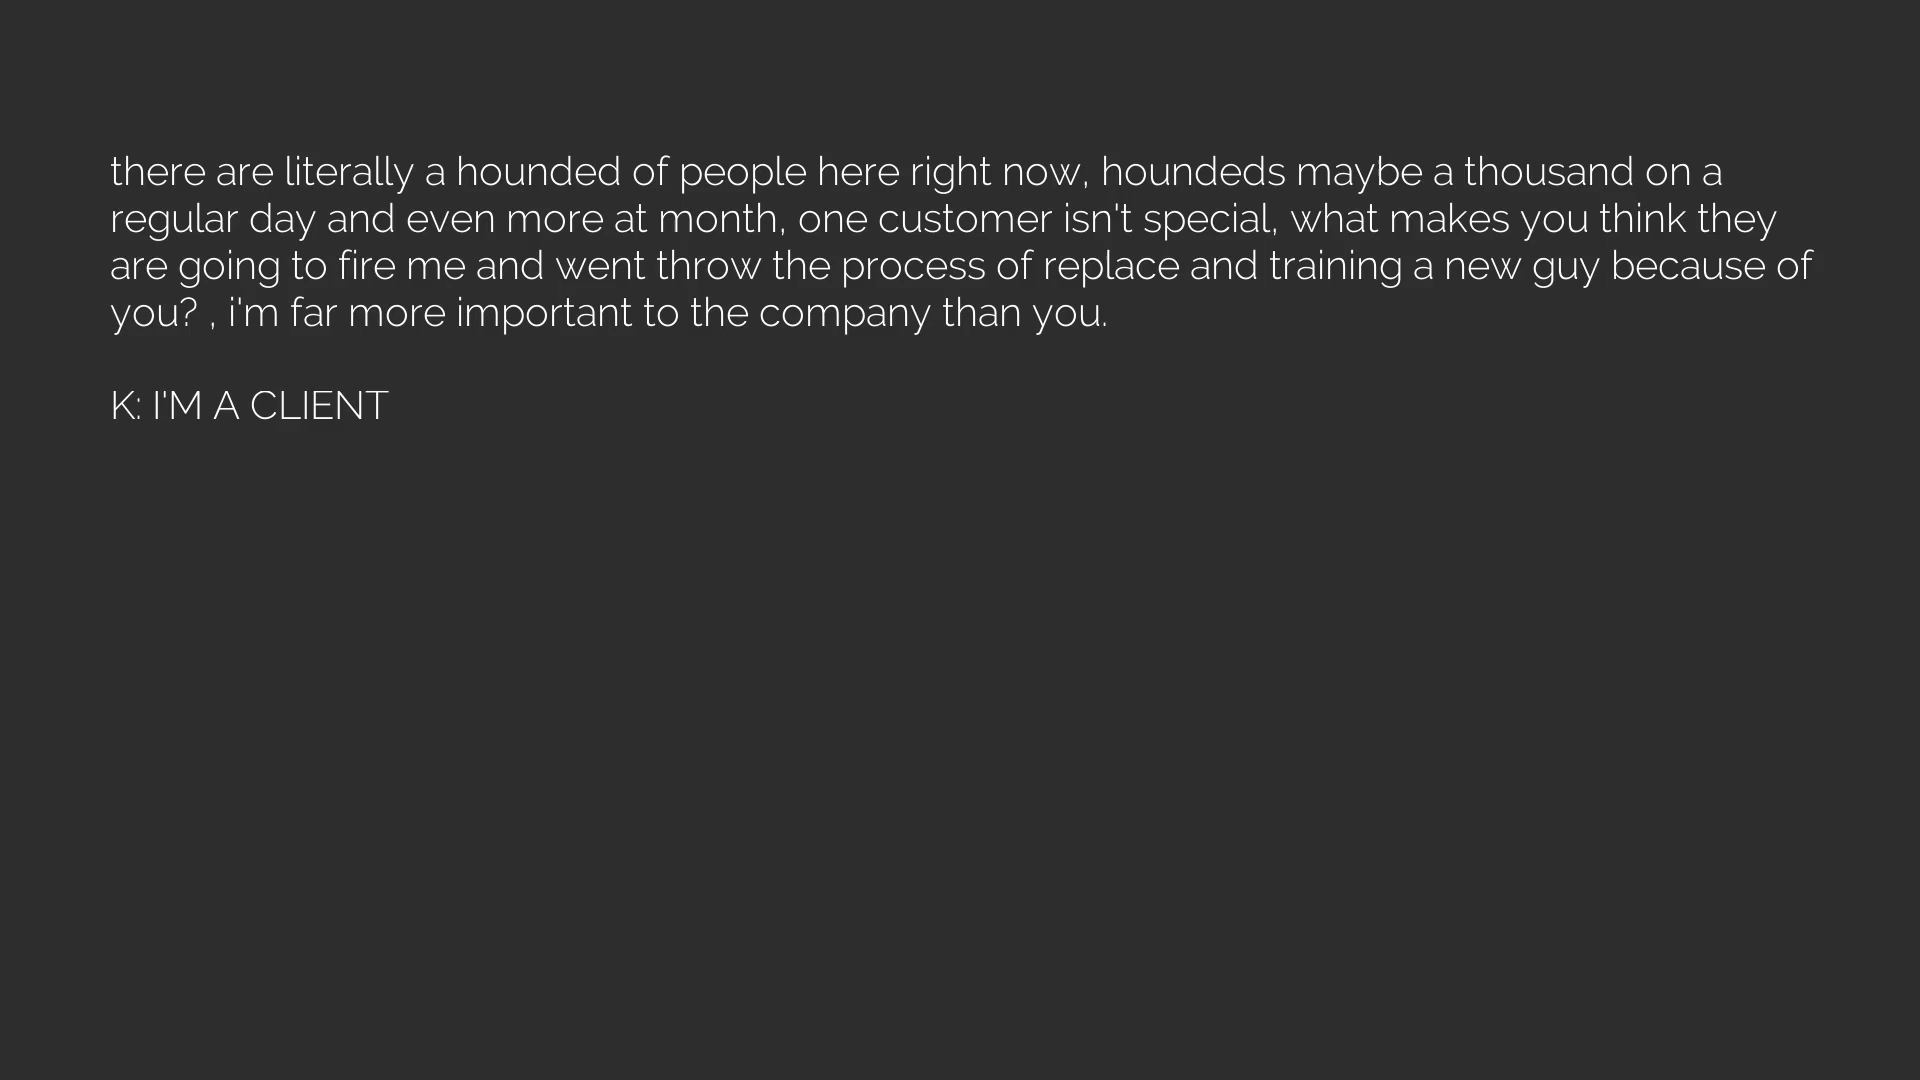 there are literally a hounded of people here right now, houndeds maybe a thousand on a
regular day and even more at month, one customer isn't special, what makes you think they
are going to fire me and went throw the process of replace and training a new guy because of
you? , i'm far more important to the company than you.
K: I'M A CLIENT